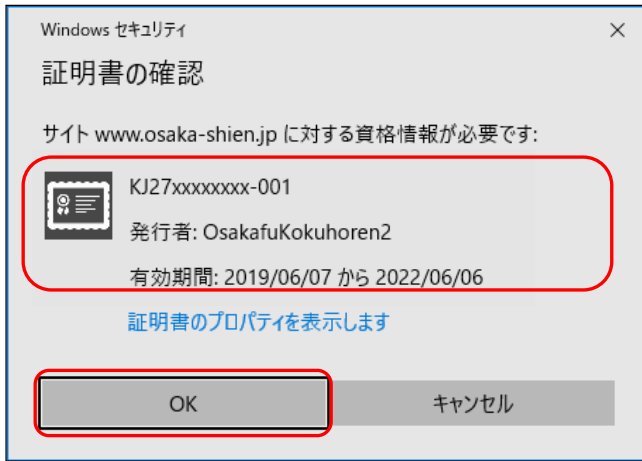 Windows セキュリティ
証明書の確認
サイト www.osaka-shien.jp に対する資格情報が必要です:
KJ27xxxxxxxx-001
発行者: OsakafuKokuhoren2
有効期間: 2019/06/07 から 2022/06/06
証明書のプロパティを表示します
OK キャンセル